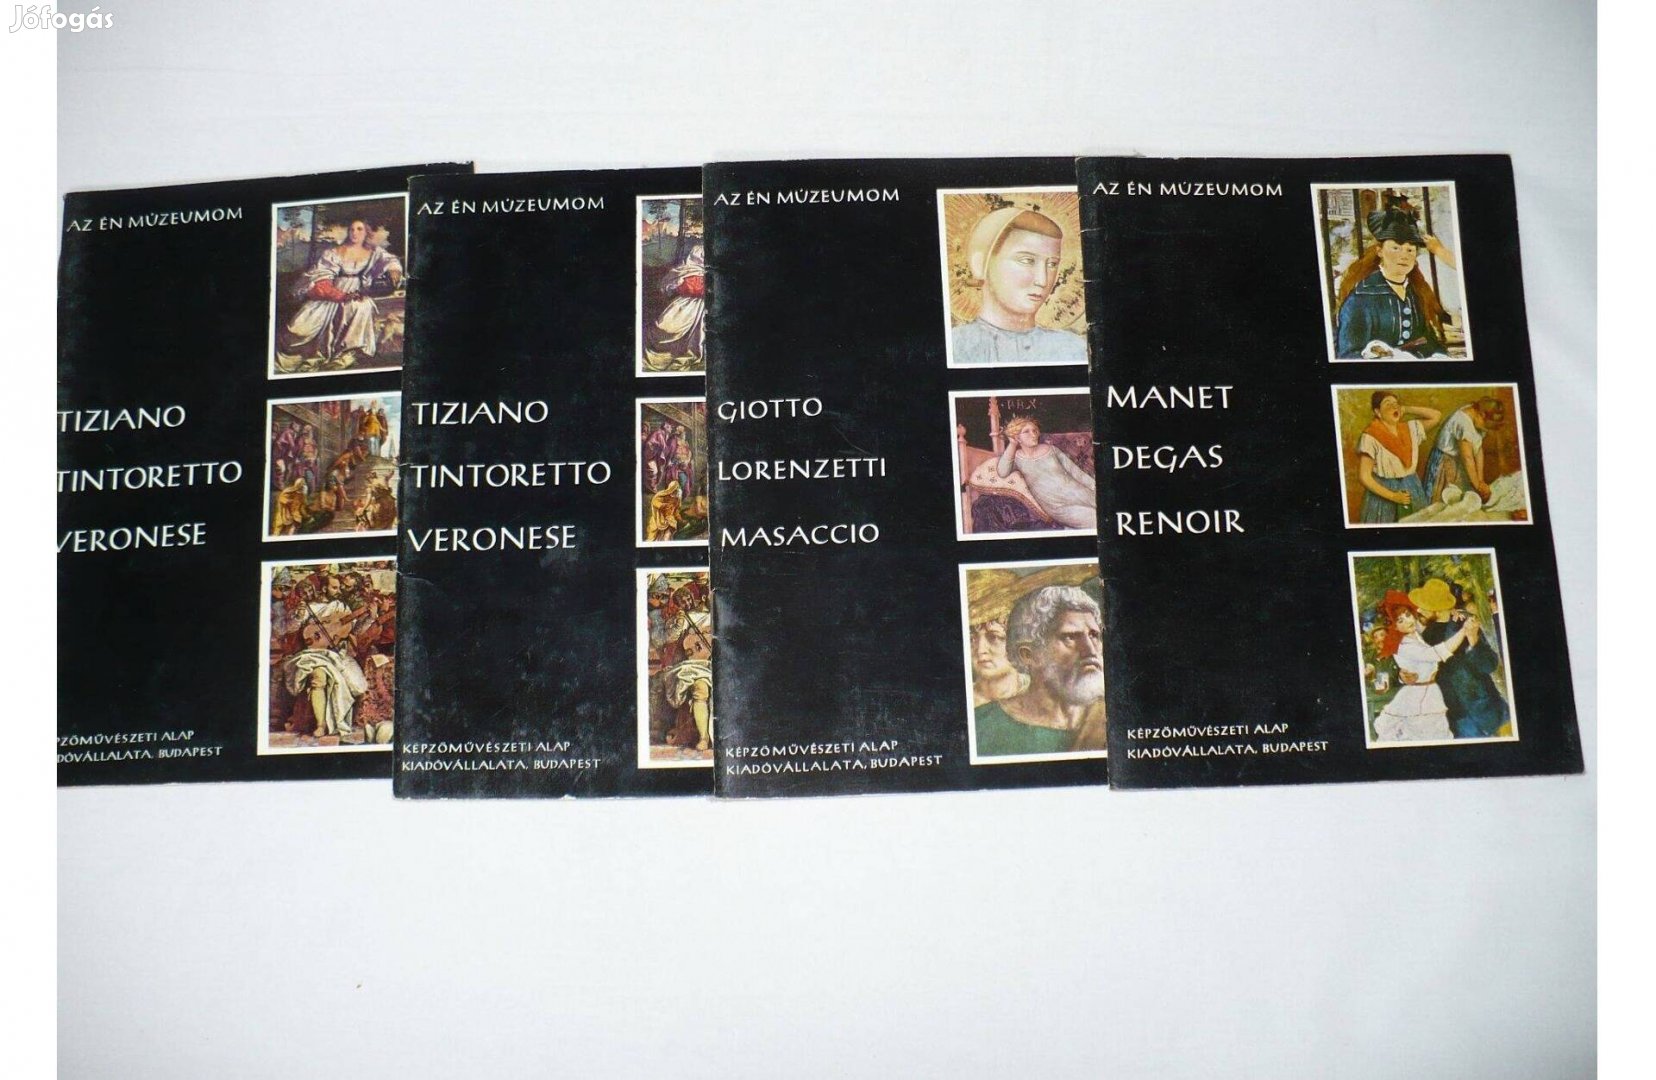 Jófogás
AZ ÉN MÚZEUMOM
TIZIANO
TINTORETTO
VERONESE
PZŐMŰVÉSZETI ALAP
DÓVÁLLALATA, BUDAPEST
AZ ÉN MÚZEUMOM
TIZIANO
TINTORETTO
VERONESE
KÉPZŐMŰVÉSZETI ALAP
KIADÓVÁLLALATA, BUDAPEST
AZ ÉN MÚZEUMOM
GIOTTO
LORENZETTI
MASACCIO
KÉPZŐMŰVÉSZETI ALAP
KIADÓVÁLLALATA, BUDAPEST
AZ ÉN MÚZEUMOM
MANET
DEGAS
RENOIR
KÉPZŐMŰVÉSZETI ALAP
KIADÓVÁLLALATA, BUDAPEST